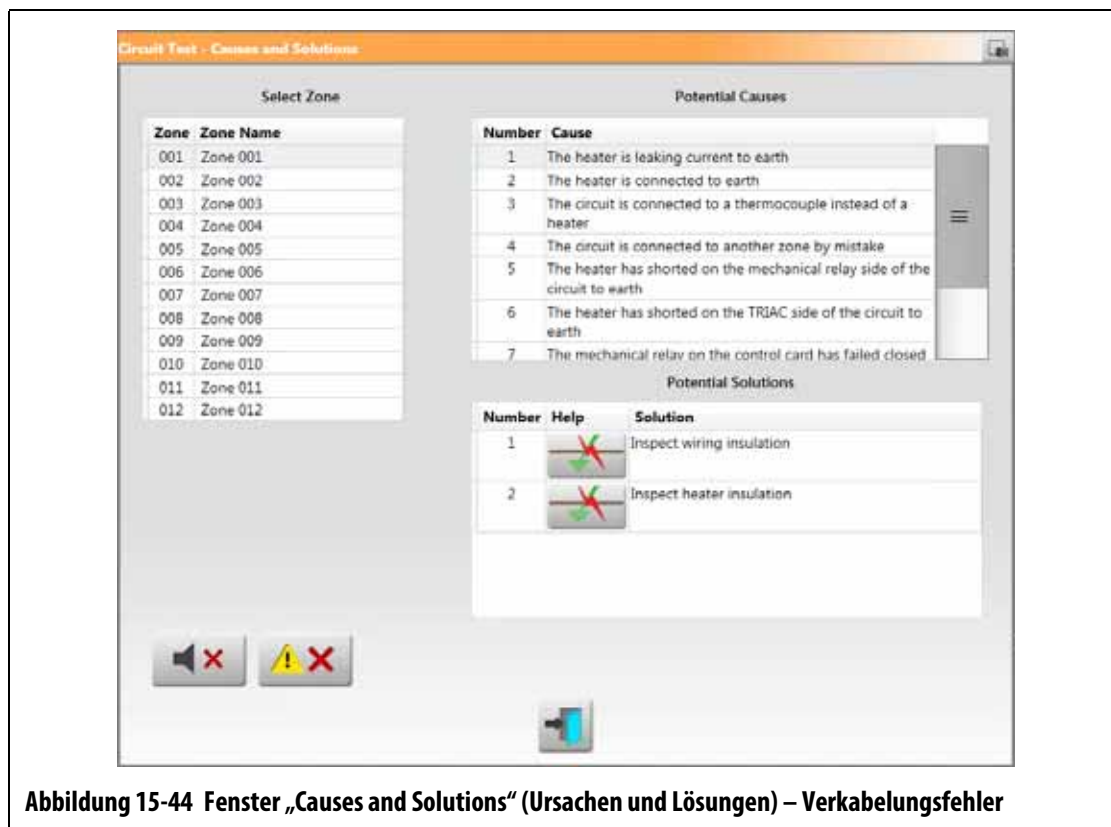 Circuit Test - Causes and Solutions
Select Zone
Zone Zone Name
001 Zone 001
002 Zone 002
003 Zone 003
004 Zone 004
005 Zone 005
006 Zone 006
007 Zone 007
008 Zone 008
009 Zone 009
010 Zone 010
011 Zone 011
012 Zone 012
Potential Causes
Number Cause
1 The heater is leaking current to earth
2 The heater is connected to earth
3 The circuit is connected to a thermocouple instead of a
heater
4 The circuit is connected to another zone by mistake
5 The heater has shorted on the mechanical relay side of the
circuit to earth
6 The heater has shorted on the TRIAC side of the circuit to
earth
7 The mechanical relay on the control card has failed closed
Potential Solutions
Number Help Solution
1 Inspect wiring insulation
2 Inspect heater insulation
Abbildung 15-44 Fenster „Causes and Solutions“ (Ursachen und Lösungen) – Verkabelungsfehler